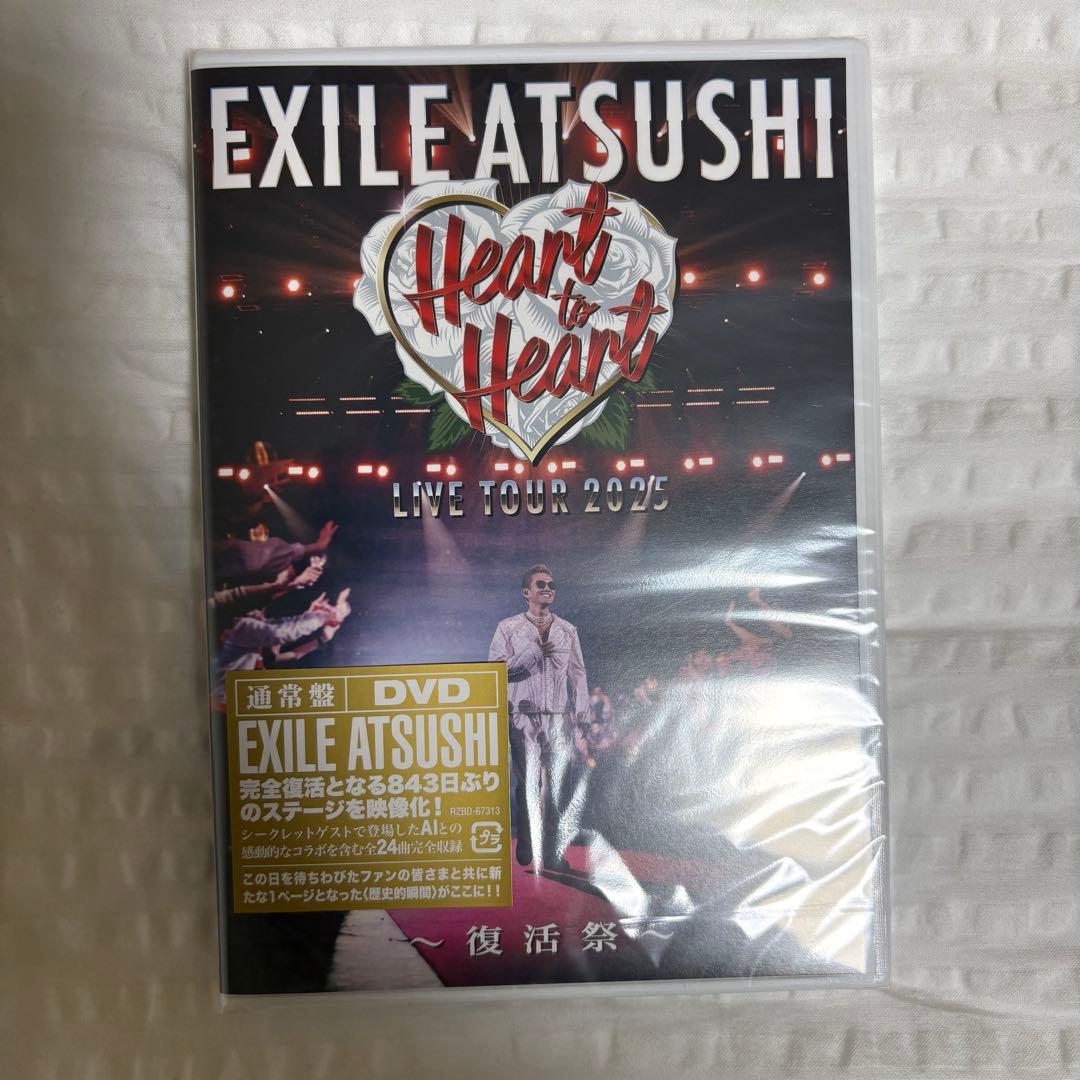 EXILE ATSUSHI
Heart
to
Heart
LIVE TOUR 2025
通常盤 DVD
EXILE ATSUSHI
完全復活となる843日ぶり
のステージを映像化!
RZBD-67313
シークレットゲストで登場したAIとの
感動的なコラボを含む全24曲完全収録
プラ
この日を待ちわびたファンの皆さまと共に新
たな1ページとなった〈歴史的瞬間〉がここに!!
～復活祭～